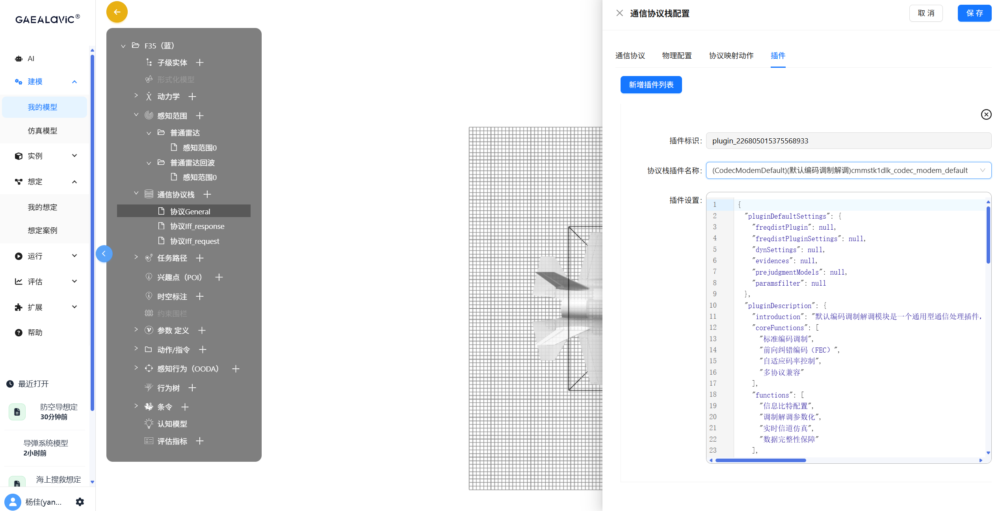 GAEALAViC®
AI
建模
我的模型
仿真模型
实例
想定
我的想定
想定案例
运行
评估
扩展
帮助
最近打开
防空导想定
30分钟前
导弹系统模型
2小时前
海上搜救想定
杨佳(yan...
F35（蓝）
子级实体
形式化模型
动力学
感知范围
普通雷达
感知范围0
普通雷达回波
感知范围0
通信协议栈
协议General
协议Iff_response
协议Iff_request
任务路径
兴趣点（POI）
时空标注
约束围栏
参数 定义
动作/指令
感知行为（OODA）
行为树
条令
认知模型
评估指标
通信协议栈配置
取 消
保 存
通信协议 物理配置 协议映射动作 插件
新增插件列表
插件标识： plugin_226805015375568933
协议栈插件名称： (CodecModemDefault)(默认编码调制解调)cmmstk1dlk_codec_modem_default
插件设置：
1 {
2 "pluginDefaultSettings": {
3 "freqdistPlugin": null,
4 "freqdistPluginSettings": null,
5 "dynSettings": null,
6 "evidences": null,
7 "prejudgmentModels": null,
8 "paramsfilter": null
9 },
10 "pluginDescription": {
11 "introduction": "默认编码调制解调模块是一个通用型通信处理插件，
12 "coreFunctions": [
13 "标准编码调制",
14 "前向纠错编码（FEC）",
15 "自适应码率控制",
16 "多协议兼容"
17 ],
18 "functions": [
19 "信息比特配置",
20 "调制解调参数化",
21 "实时信道仿真",
22 "数据完整性保障"
23 ],